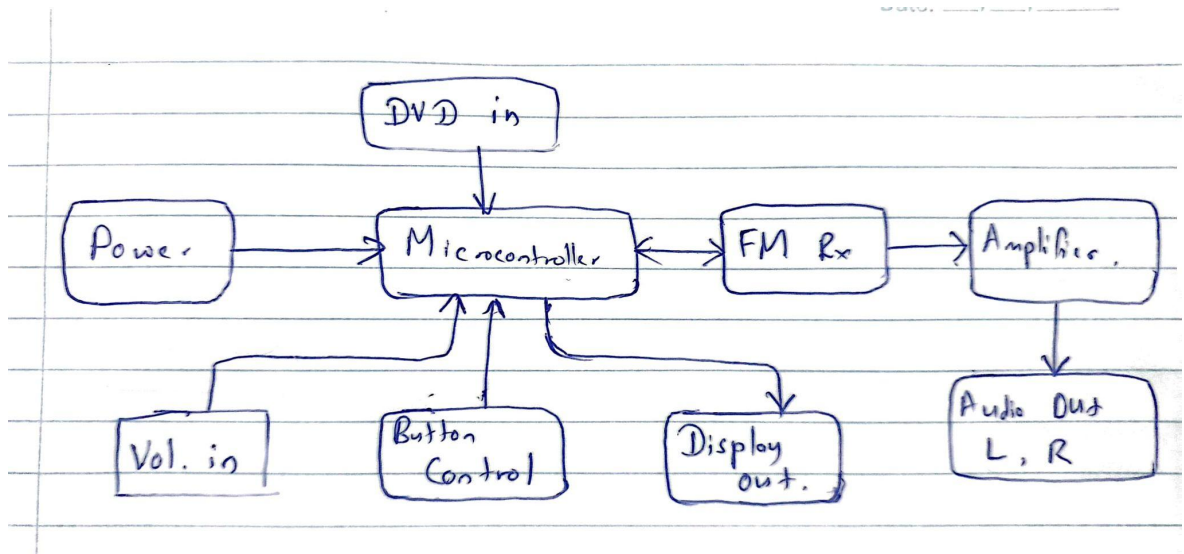 DVD in
Power
Microcontroller
FM Rx
Amplifier.
Vol. in
Button
Control
Display
out.
Audio Out
L, R